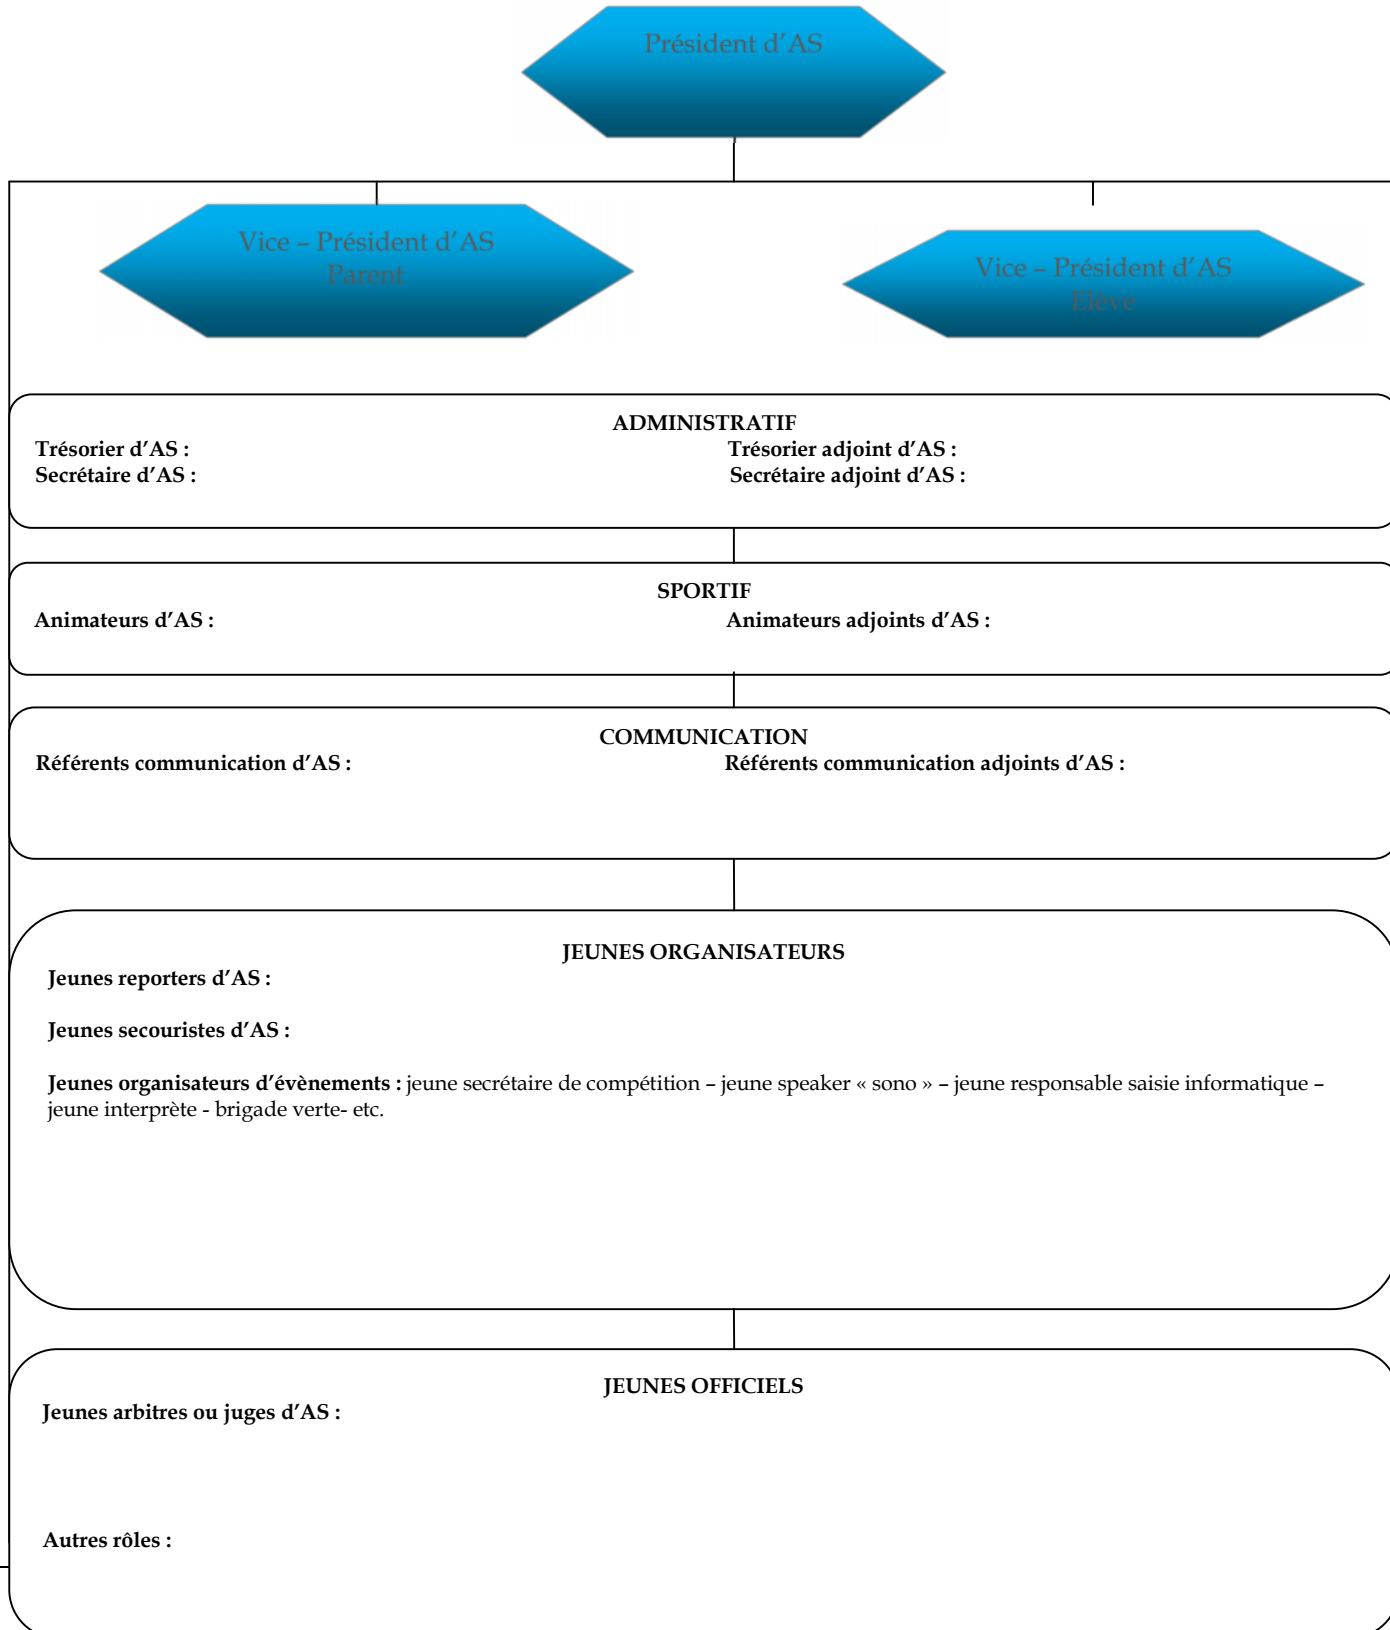 Président d’AS
Vice – Président d’AS
Parent
Vice – Président d’AS
Elève
ADMINISTRATIF
Trésorier d’AS : Trésorier adjoint d’AS :
Secrétaire d’AS : Secrétaire adjoint d’AS :
SPORTIF
Animateurs d’AS : Animateurs adjoints d’AS :
COMMUNICATION
Référents communication d’AS : Référents communication adjoints d’AS :
JEUNES ORGANISATEURS
Jeunes reporters d’AS :
Jeunes secouristes d’AS :
Jeunes organisateurs d’évènements : jeune secrétaire de compétition – jeune speaker « sono » – jeune responsable saisie informatique –
jeune interprète - brigade verte- etc.
JEUNES OFFICIELS
Jeunes arbitres ou juges d’AS :
Autres rôles :